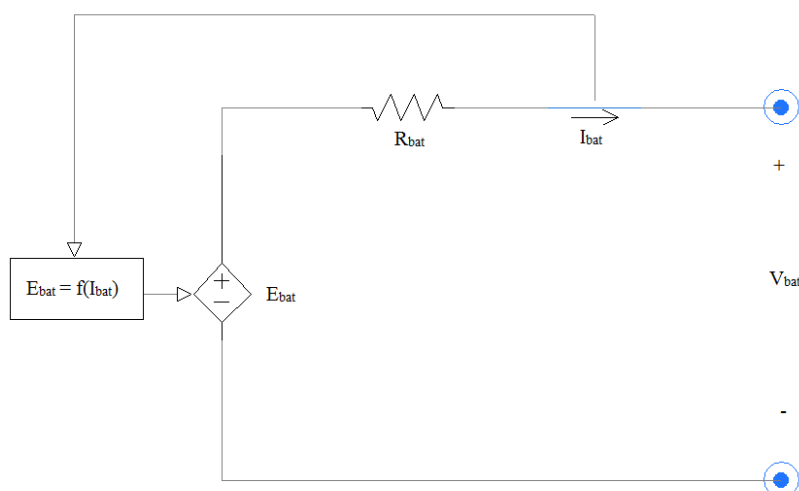 Rbat
Ibat
+
Ebat = f(Ibat)
+
−
Ebat
Vbat
-